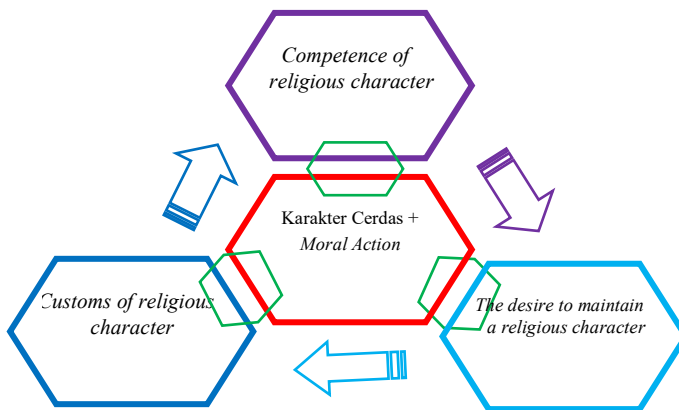 Competence of
religious character
Karakter Cerdas +
Moral Action
Customs of religious
character
The desire to maintain
a religious character